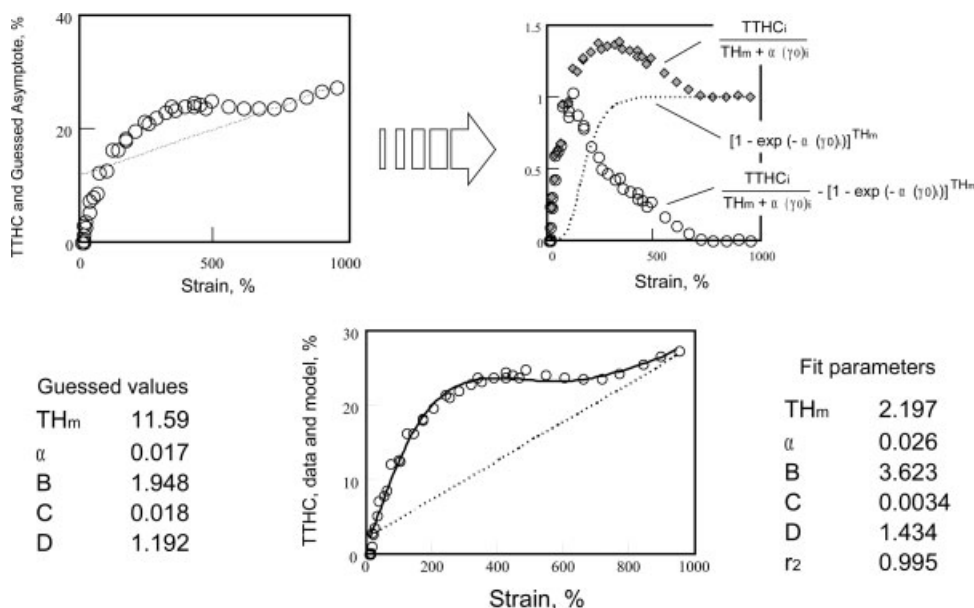 TTHC and Guessed Asymptote, %
40
20
0
0
500
1000
Strain, %
1.5
1
0.5
0
0
500
1000
Strain, %
TTHCi
THm + α (γ0)i
[1 - exp (- α (γ0)i)]THm
TTHCi
THm + α (γ0)i
- [1 - exp (- α (γ0)i)]THm
Guessed values
THm 11.59
α 0.017
B 1.948
C 0.018
D 1.192
TTHC, data and model, %
30
20
10
0
0
200
400
600
800
1000
Strain, %
Fit parameters
THm 2.197
α 0.026
B 3.623
C 0.0034
D 1.434
r2 0.995